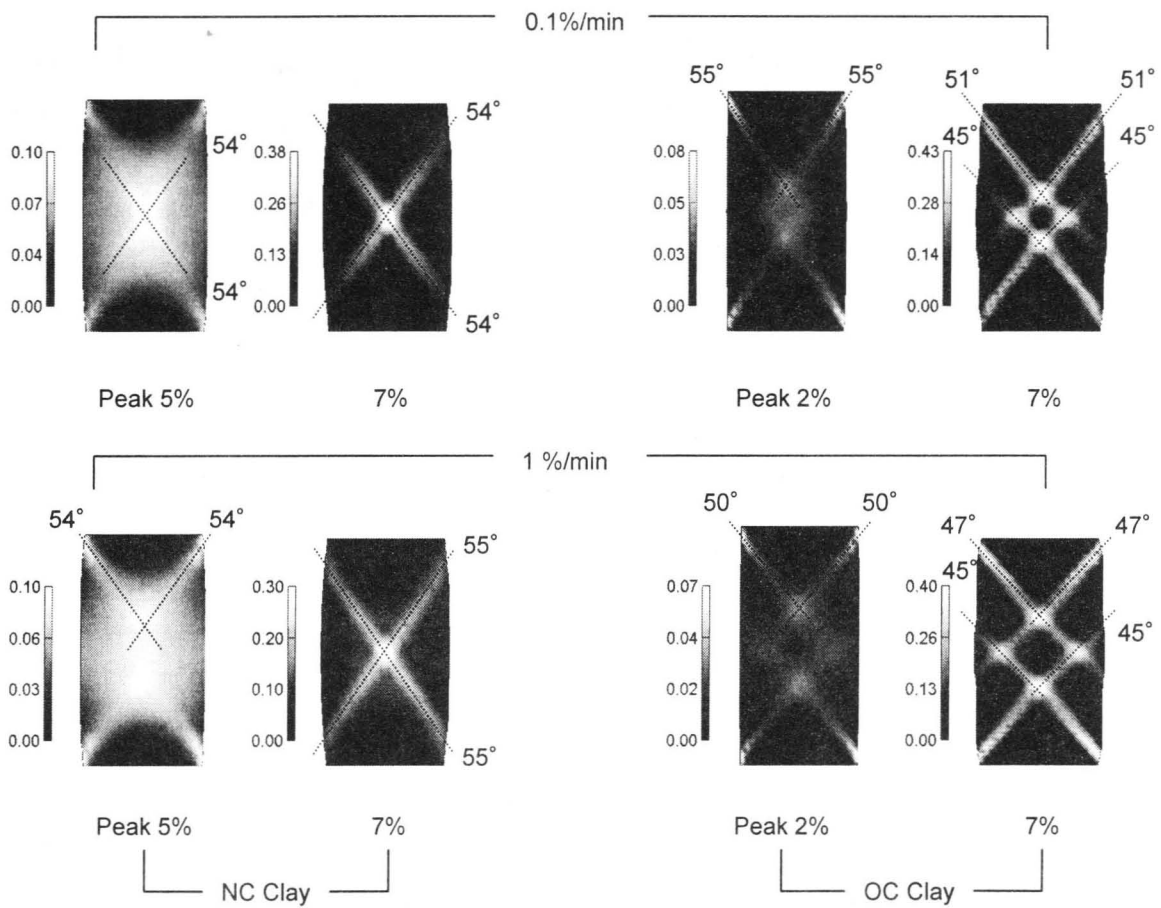 0.1%/min
55° 55° 51° 51°
54° 45°
54° 0.10 0.38 0.08 0.43
0.07 0.26 0.05 0.28
0.04 0.13 0.03 0.14
54°
0.00 0.00 54° 0.00 0.00
Peak 5% 7% Peak 2% 7%
1 %/min
54° 54° 50° 50° 47° 47°
55°
0.10 0.30 0.07 45° 0.40
45°
0.06 0.20 0.04 0.26
0.03 0.10 0.02 0.13
0.00 0.00 55° 0.00 0.00
Peak 5% 7% Peak 2% 7%
NC Clay OC Clay